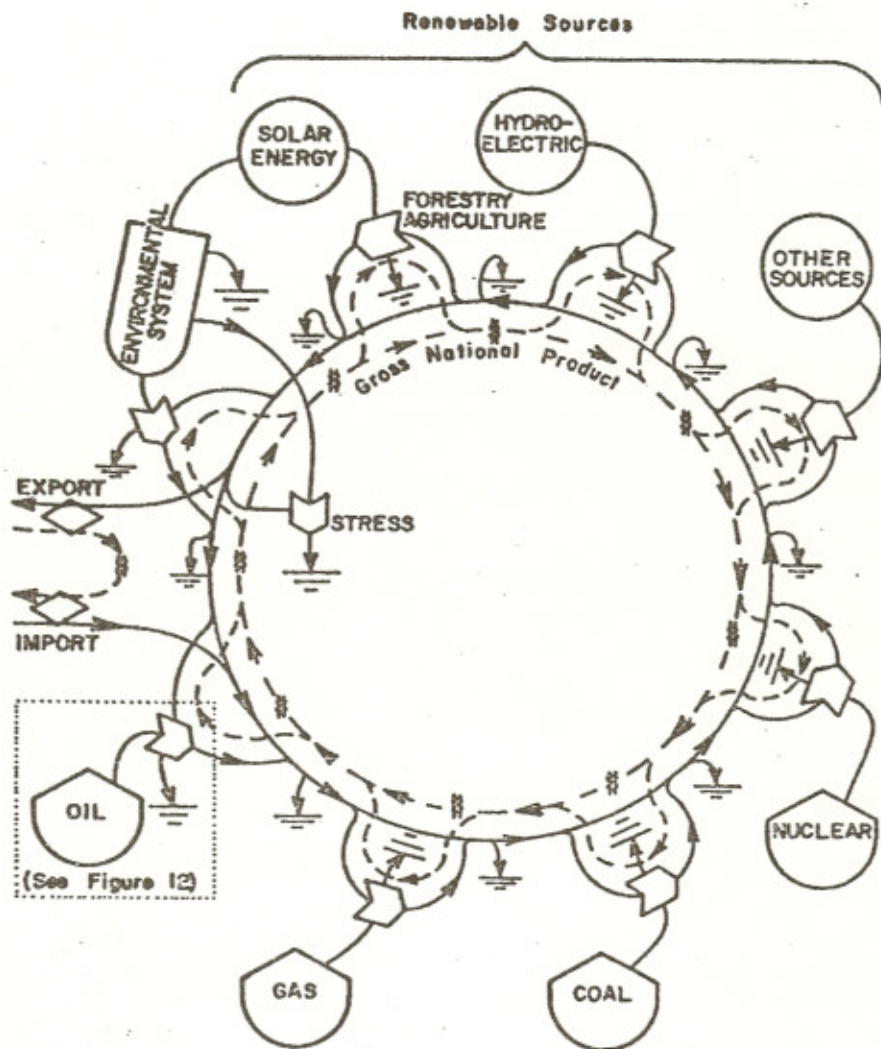 Renewable Sources
SOLAR
ENERGY
HYDRO-
ELECTRIC
FORESTRY
AGRICULTURE
OTHER
SOURCES
ENVIRONMENTAL
SYSTEM
Gross National Product
EXPORT
STRESS
IMPORT
OIL
(See Figure 12)
NUCLEAR
GAS
COAL